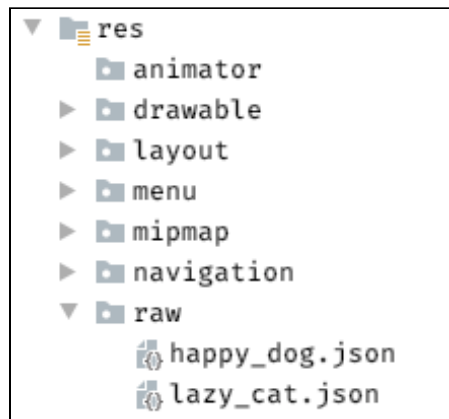 res
animator
drawable
layout
menu
mipmap
navigation
raw
happy_dog.json
lazy_cat.json